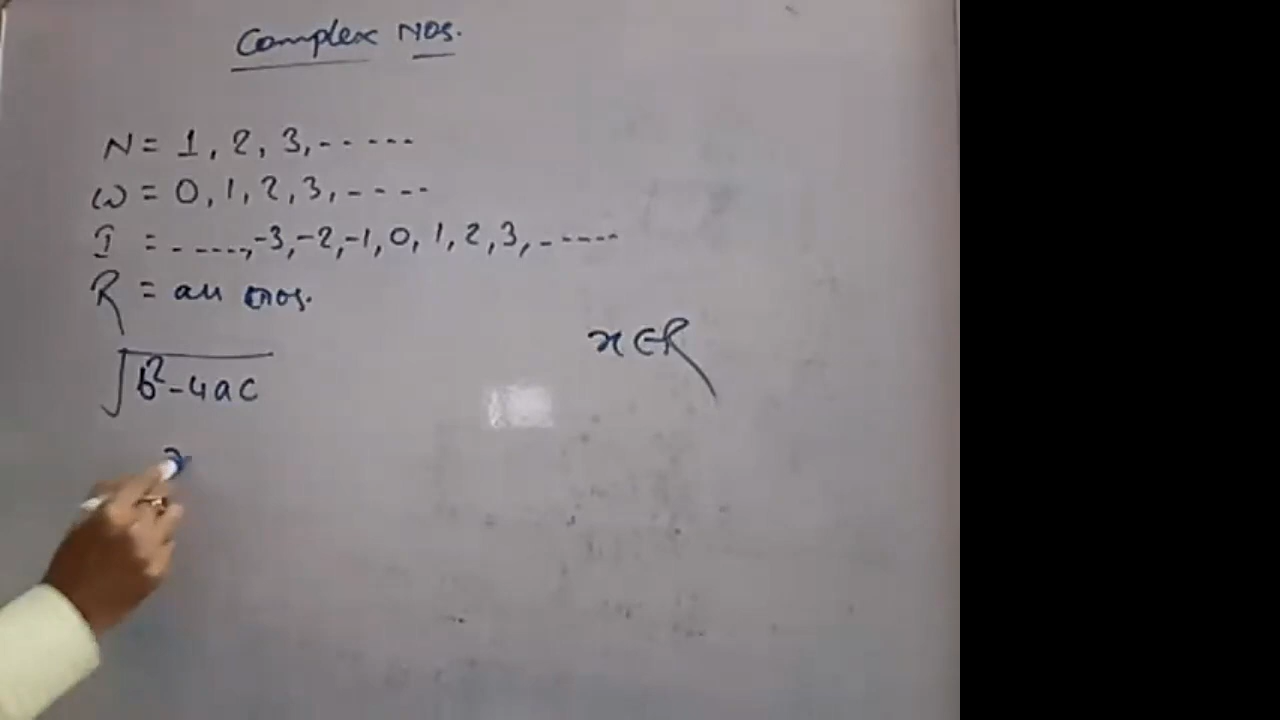 Complex Nos.
N = 1, 2, 3, -----
W = 0, 1, 2, 3, ----
I = - ----, -3, -2, -1, 0, 1, 2, 3, -----
R = all nos.
x ∈ R
√b²-4ac